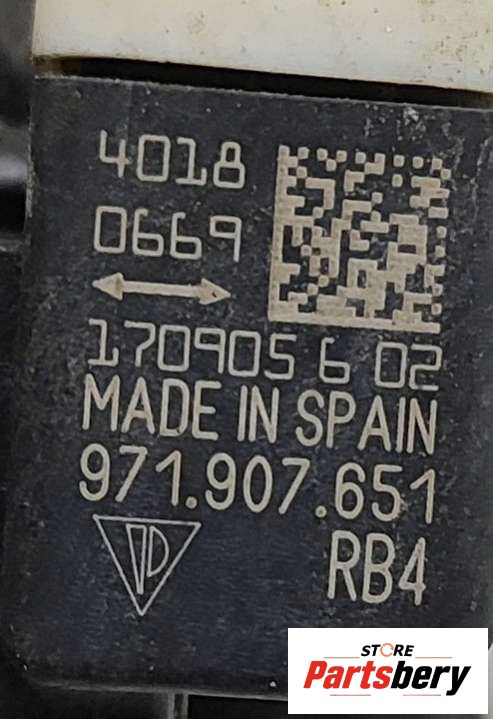 4018
0669
170905 6 02
MADE IN SPAIN
971.907.651
RB4
STORE
Partsbery